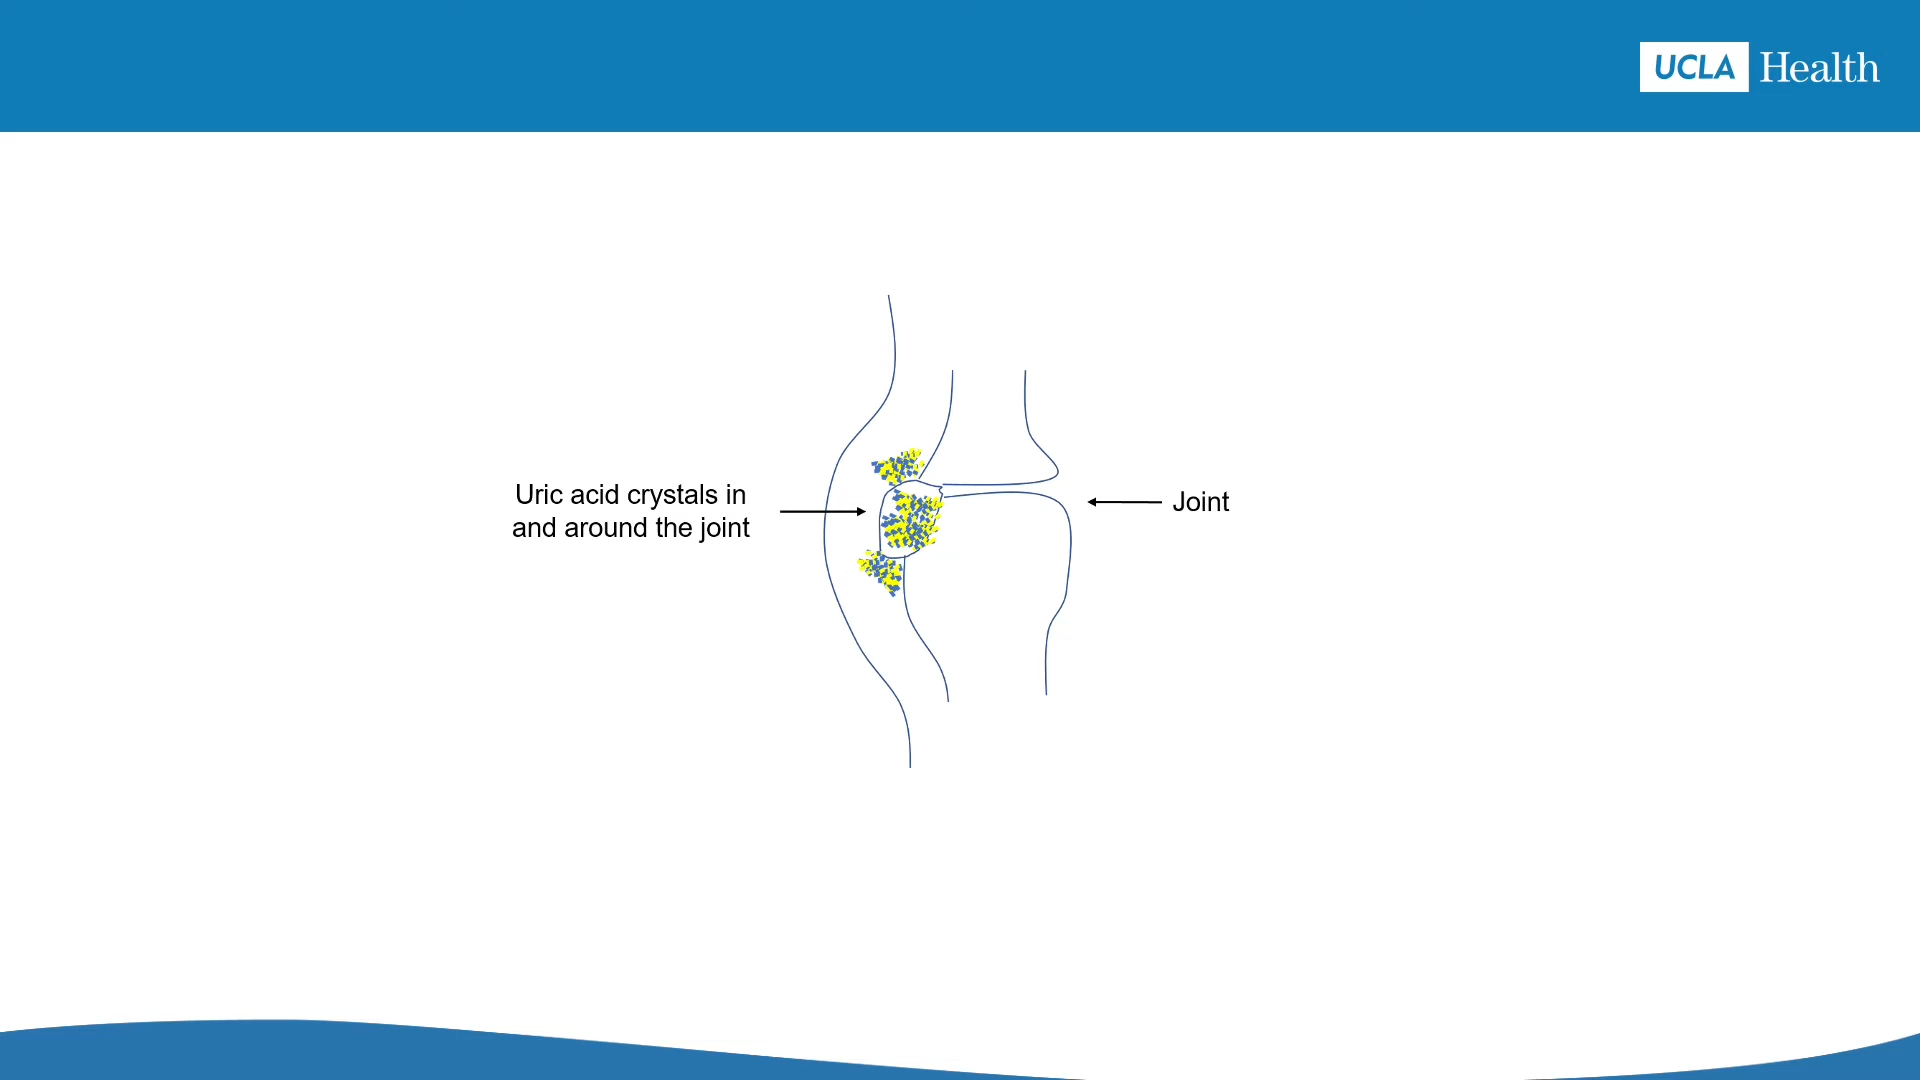 UCLA Health
Uric acid crystals in
and around the joint
Joint